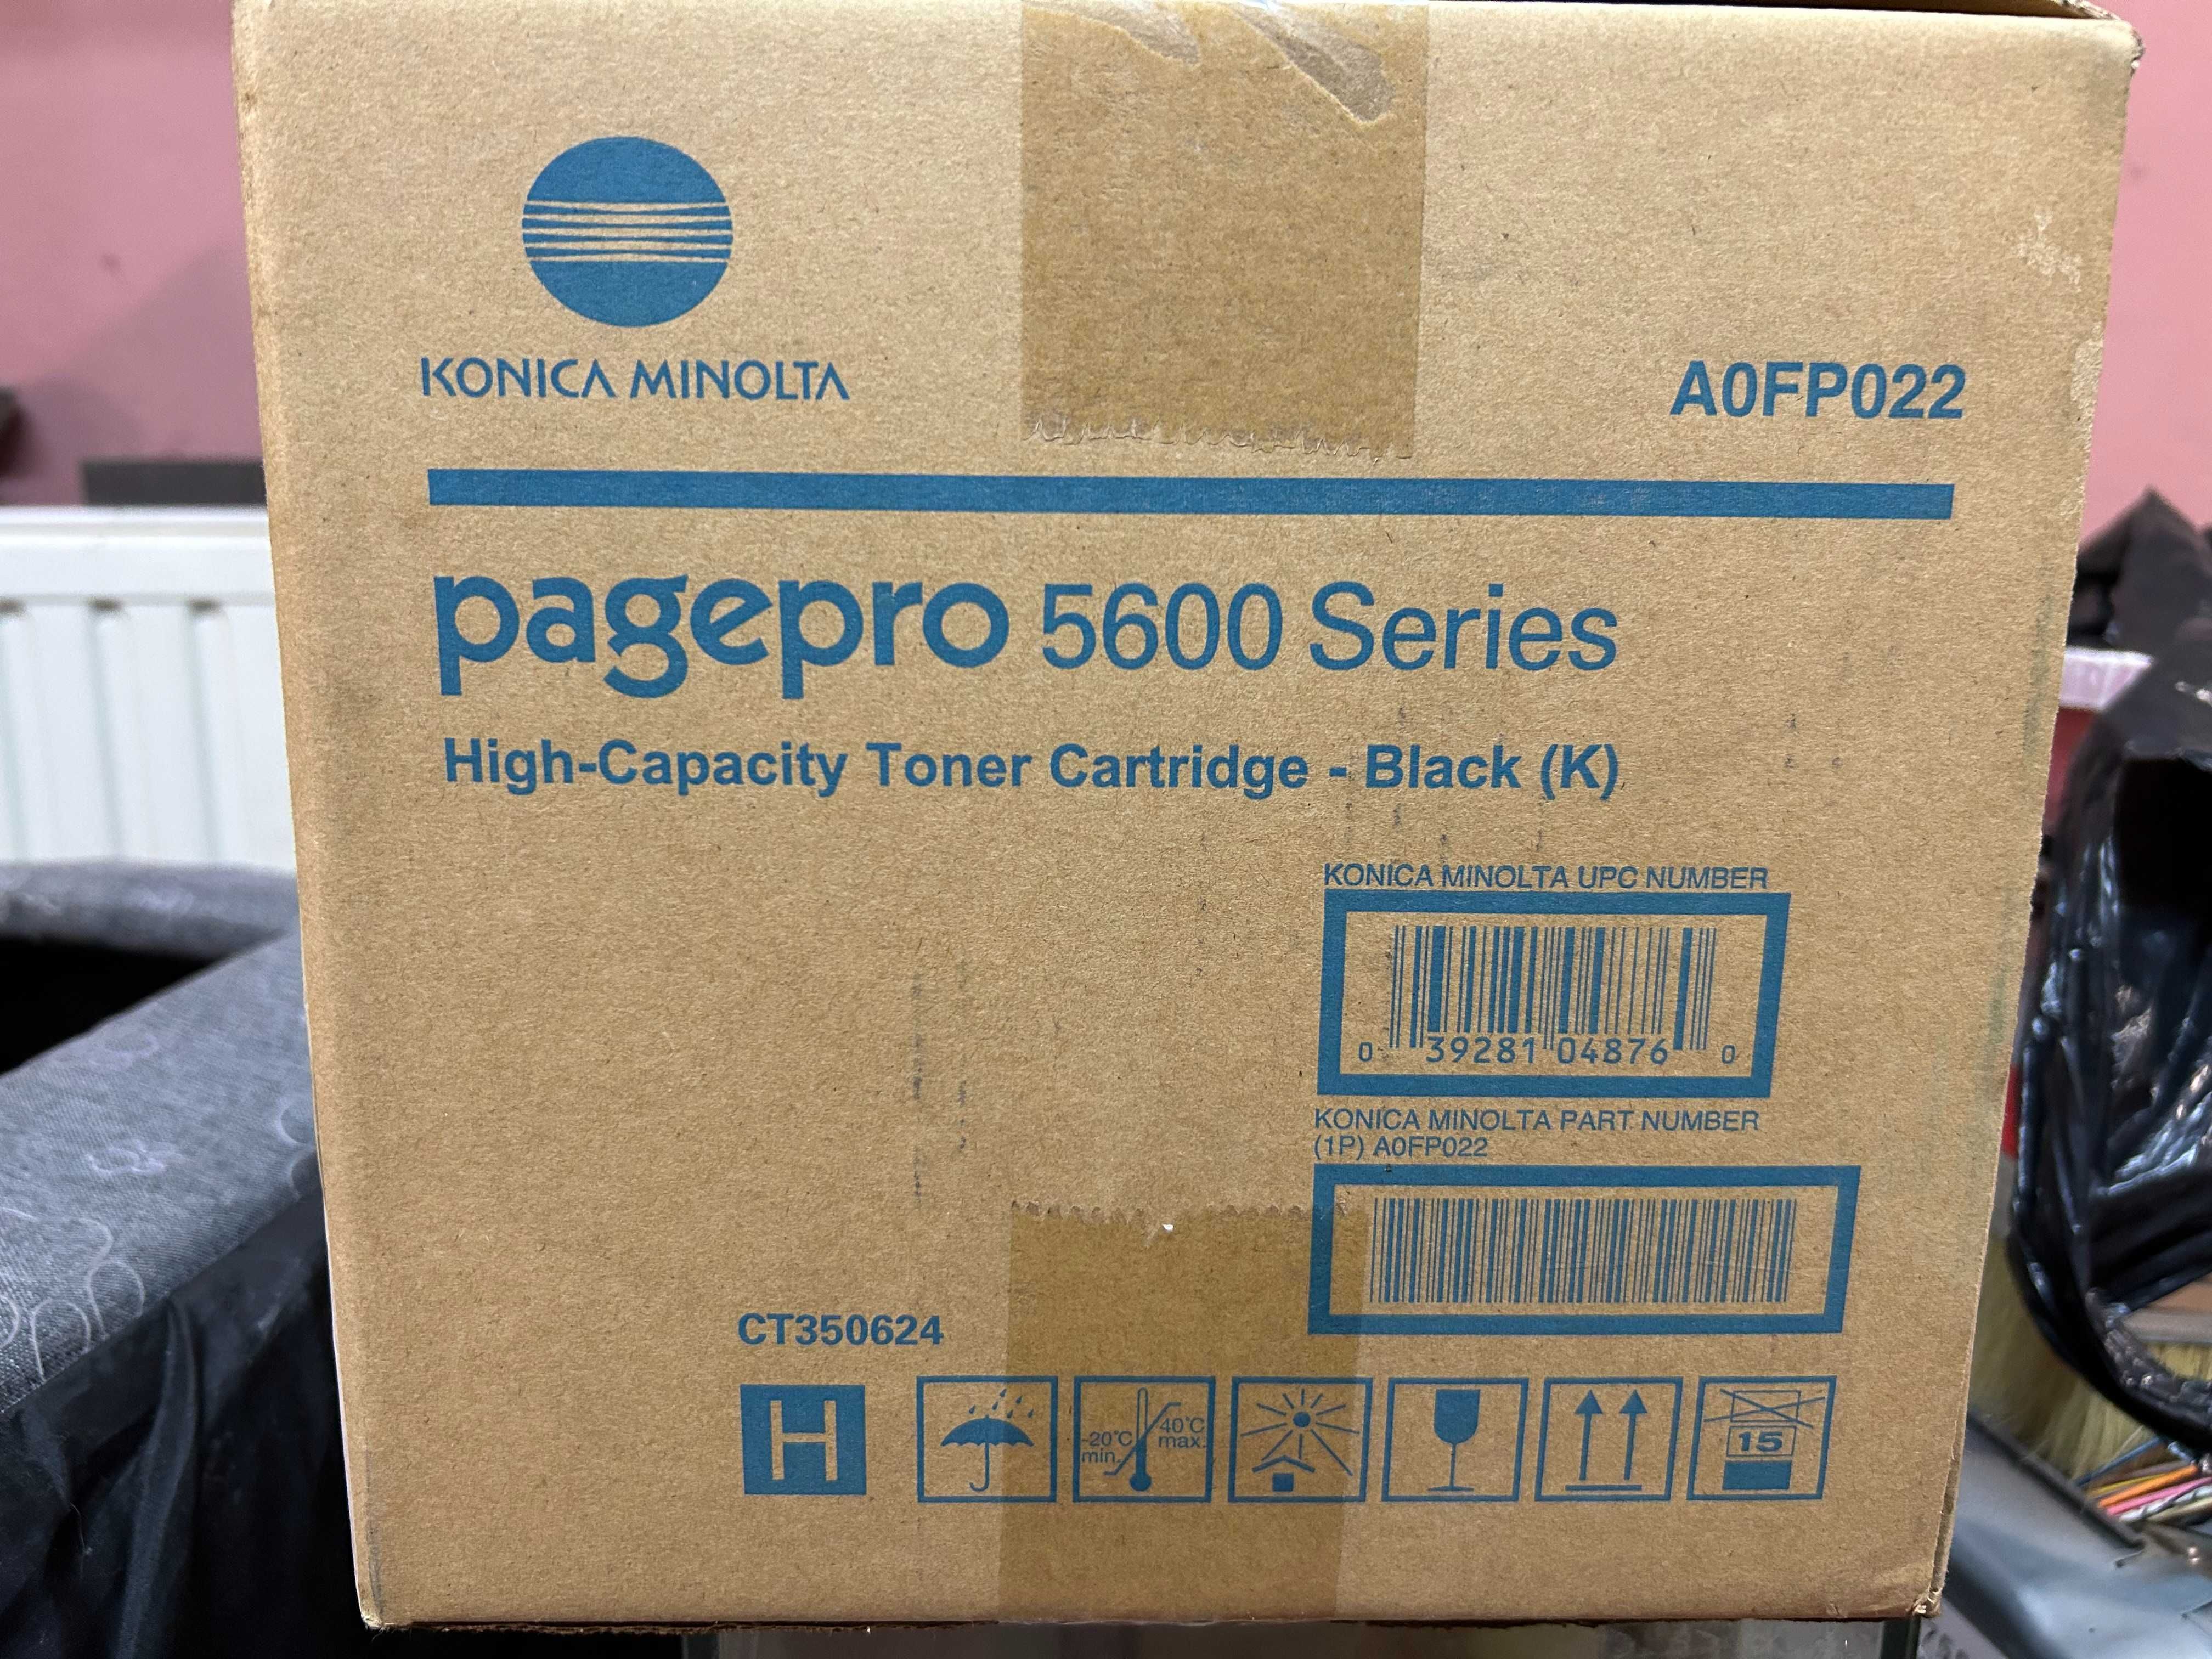 KONICA MINOLTA
A0FP022
pagepro 5600 Series
High-Capacity Toner Cartridge - Black (K)
KONICA MINOLTA UPC NUMBER
0 39281 04876 0
KONICA MINOLTA PART NUMBER
(1P) A0FP022
CT350624
H
-20°C min.
40°C max.
15